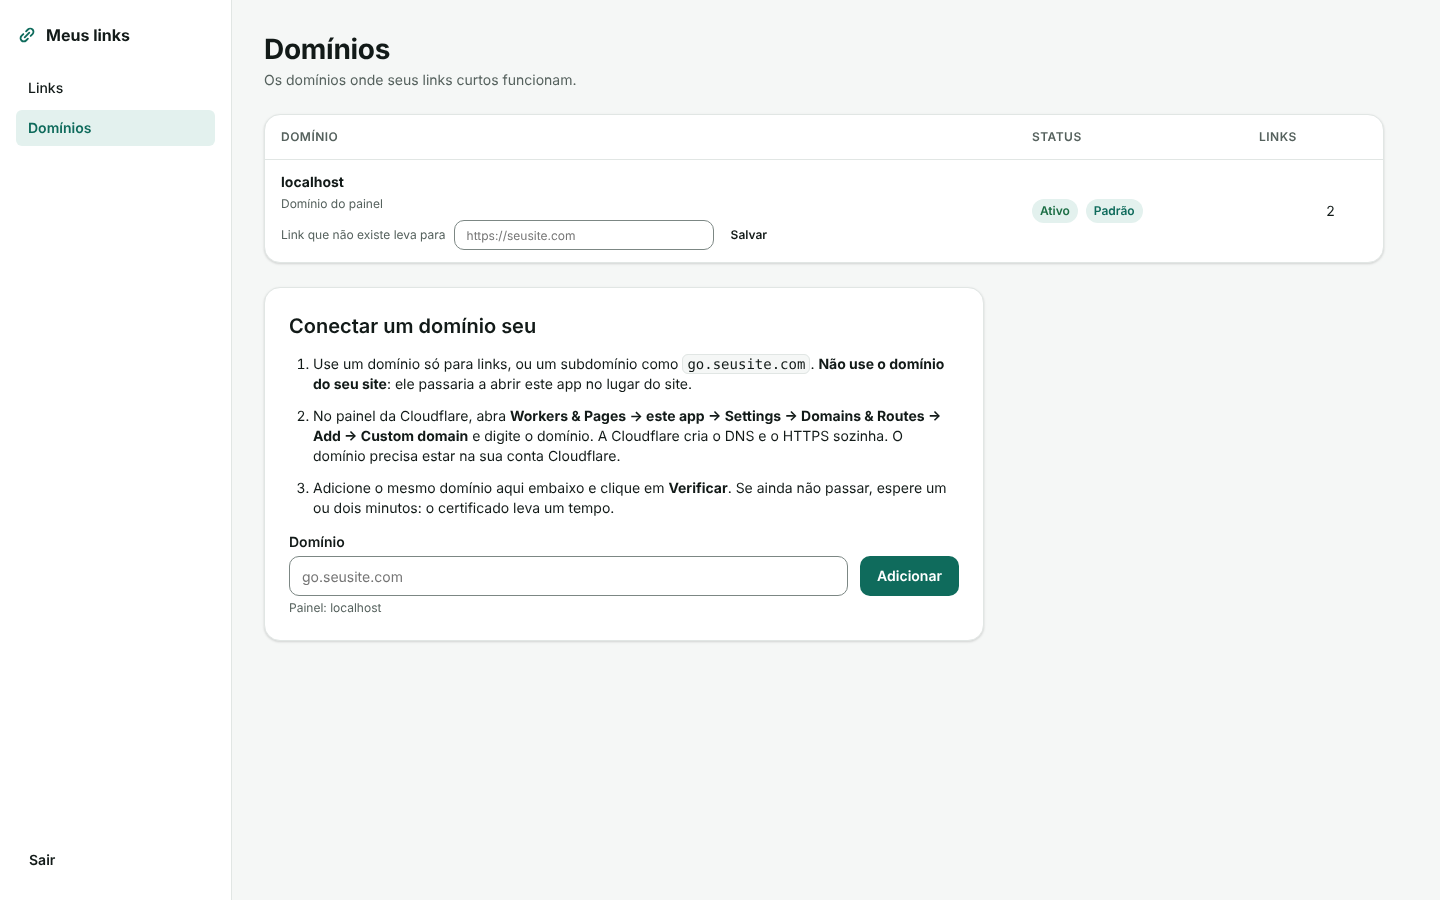 Meus links
Links
Domínios
Sair
Domínios
Os domínios onde seus links curtos funcionam.
DOMÍNIO STATUS LINKS
localhost
Domínio do painel
Ativo Padrão 2
Link que não existe leva para https://seusite.com Salvar
Conectar um domínio seu
1. Use um domínio só para links, ou um subdomínio como go.seusite.com. Não use o domínio
do seu site: ele passaria a abrir este app no lugar do site.
2. No painel da Cloudflare, abra Workers & Pages → este app → Settings → Domains & Routes →
Add → Custom domain e digite o domínio. A Cloudflare cria o DNS e o HTTPS sozinha. O
domínio precisa estar na sua conta Cloudflare.
3. Adicione o mesmo domínio aqui embaixo e clique em Verificar. Se ainda não passar, espere um
ou dois minutos: o certificado leva um tempo.
Domínio
go.seusite.com Adicionar
Painel: localhost